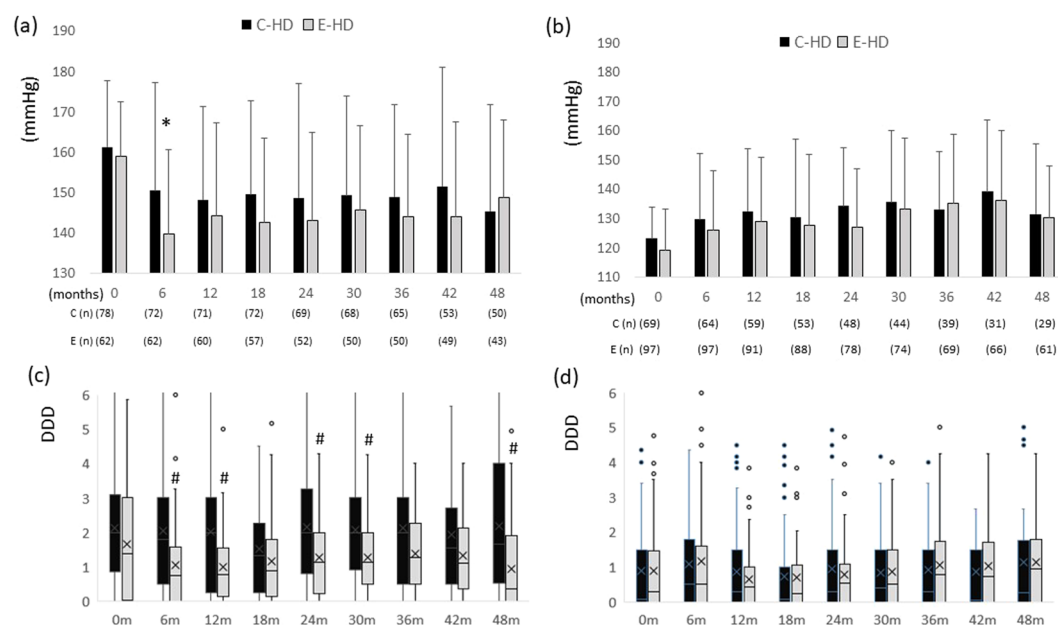 (a)
■ C-HD □ E-HD
(mmHg)
190
180
170
160
150
140
130
*
(months) 0 6 12 18 24 30 36 42 48
C (n) (78) (72) (71) (72) (69) (68) (65) (53) (50)
E (n) (62) (62) (60) (57) (52) (50) (50) (49) (43)
(b)
■ C-HD □ E-HD
(mmHg)
190
180
170
160
150
140
130
120
110
(months) 0 6 12 18 24 30 36 42 48
C (n) (69) (64) (59) (53) (48) (44) (39) (31) (29)
E (n) (97) (97) (91) (88) (78) (74) (69) (66) (61)
(c)
DDD
6
5
4
3
2
1
0
# # # # #
0m 6m 12m 18m 24m 30m 36m 42m 48m
(d)
DDD
6
5
4
3
2
1
0
0m 6m 12m 18m 24m 30m 36m 42m 48m